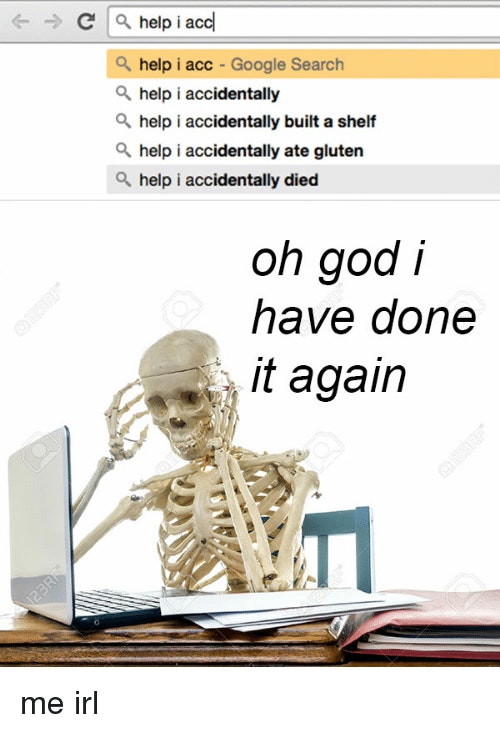 help i acc
help i acc - Google Search
help i accidentally
help i accidentally built a shelf
help i accidentally ate gluten
help i accidentally died
oh god i
have done
it again
123RF
me irl